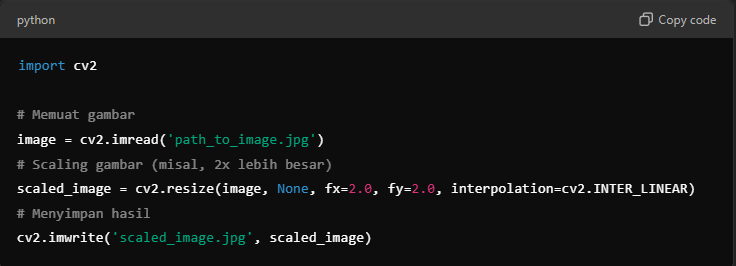 python
Copy code
import cv2
# Memuat gambar
image = cv2.imread('path_to_image.jpg')
# Scaling gambar (misal, 2x lebih besar)
scaled_image = cv2.resize(image, None, fx=2.0, fy=2.0, interpolation=cv2.INTER_LINEAR)
# Menyimpan hasil
cv2.imwrite('scaled_image.jpg', scaled_image)